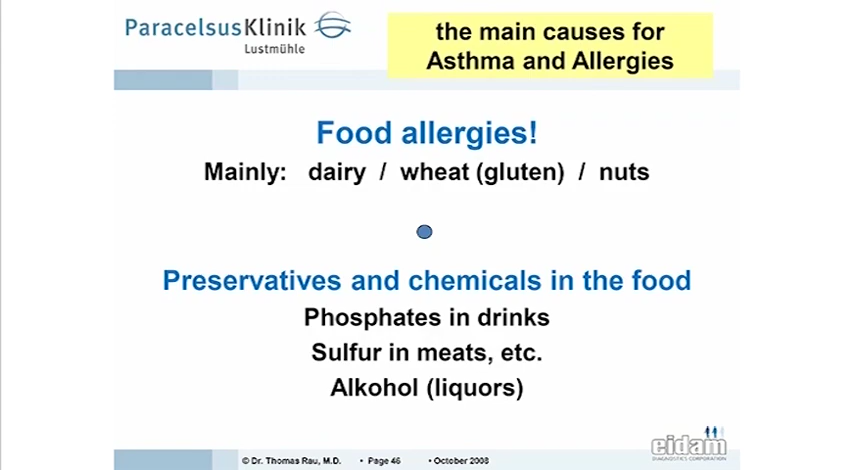 ParacelsusKlinik
Lustmühle
the main causes for
Asthma and Allergies
Food allergies!
Mainly: dairy / wheat (gluten) / nuts
Preservatives and chemicals in the food
Phosphates in drinks
Sulfur in meats, etc.
Alkohol (liquors)
eidam
DIAGNOSTICS CORPORATION
© Dr. Thomas Rau, M.D. • Page 46 • October 2008